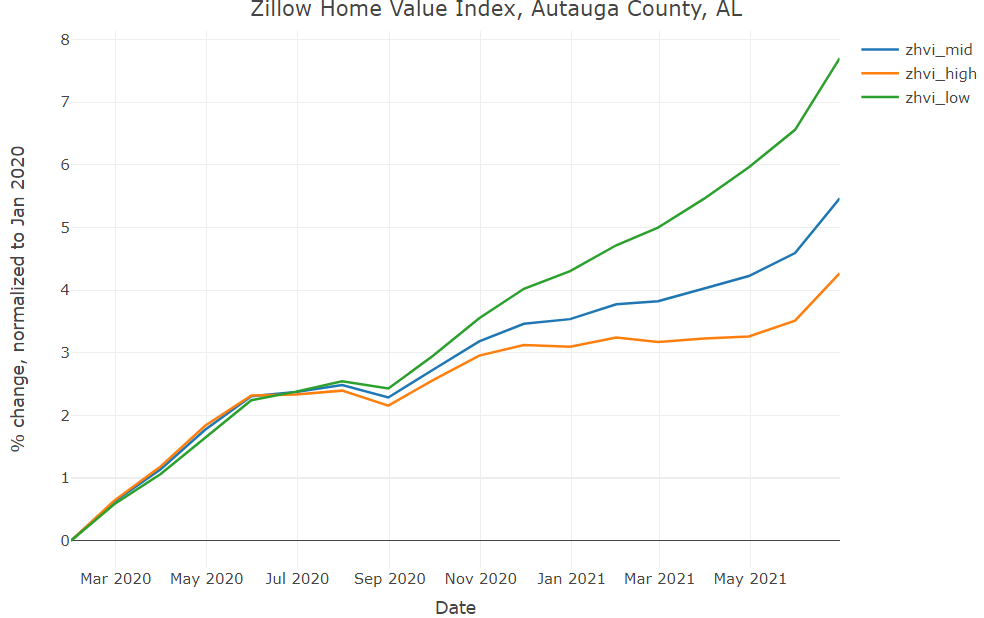 Zillow Home Value Index, Autauga County, AL
zhvi_mid
zhvi_high
zhvi_low
% change, normalized to Jan 2020
8
7
6
5
4
3
2
1
0
Mar 2020 May 2020 Jul 2020 Sep 2020 Nov 2020 Jan 2021 Mar 2021 May 2021
Date